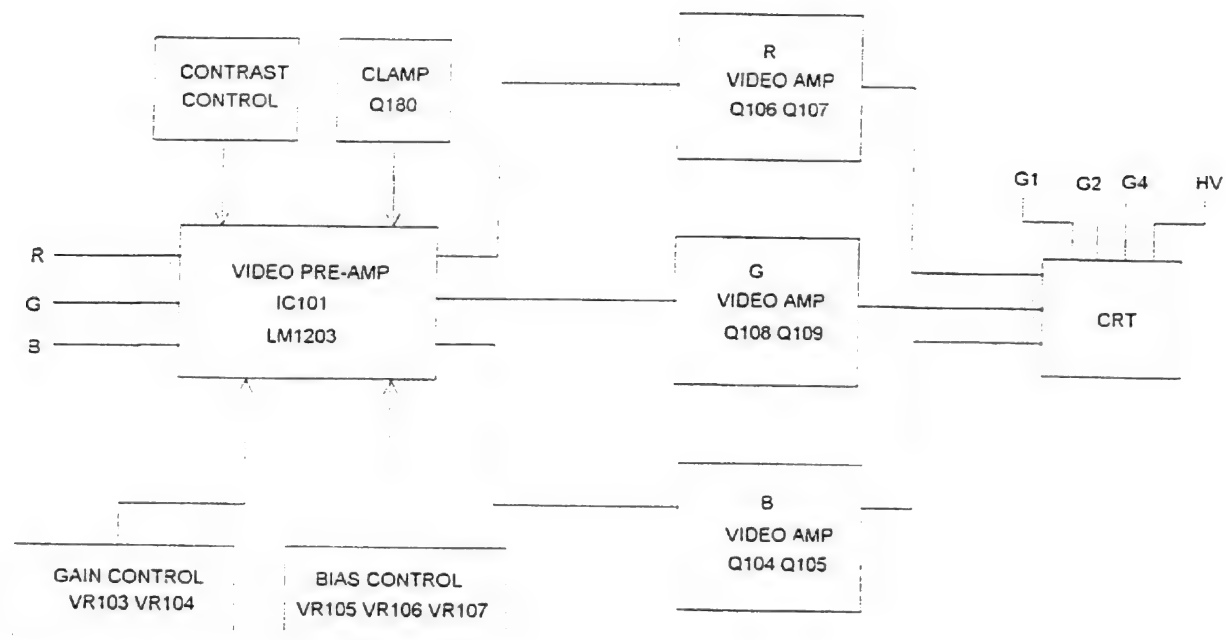 CONTRAST
CONTROL
CLAMP
Q180
R
VIDEO AMP
Q106 Q107
G1
G2
G4
HV
R
G
B
VIDEO PRE-AMP
IC101
LM1203
G
VIDEO AMP
Q108 Q109
CRT
B
VIDEO AMP
Q104 Q105
GAIN CONTROL
VR103 VR104
BIAS CONTROL
VR105 VR106 VR107